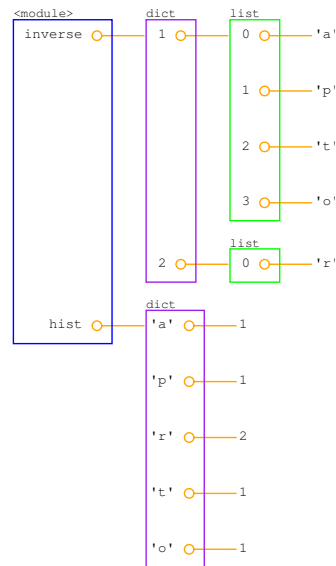 <module> dict list
inverse 1 0 'a'
1 'p'
2 't'
3 'o'
list
2 0 'r'
dict
hist 'a' 1
'p' 1
'r' 2
't' 1
'o' 1